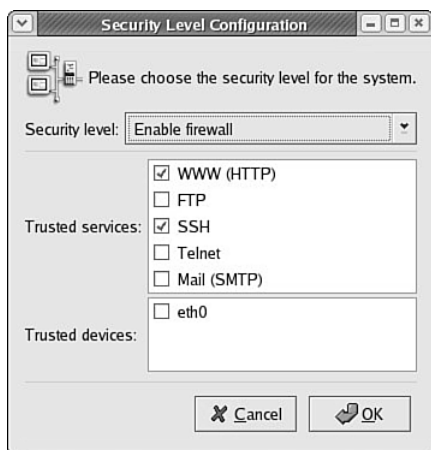 Security Level Configuration
Please choose the security level for the system.
Security level: Enable firewall
Trusted services:
WWW (HTTP)
FTP
SSH
Telnet
Mail (SMTP)
Trusted devices:
eth0
Cancel
OK